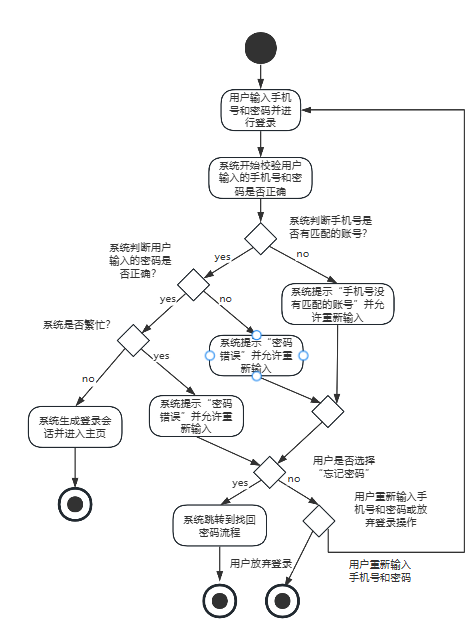 用户输入手机
号和密码并进
行登录
系统开始校验用户
输入的手机号和密
码是否正确
系统判断手机号是
否有匹配的账号？
系统判断用户
输入的密码是
否正确？
yes
no
系统提示“手机号没
有匹配的账号”并允
许重新输入
yes
no
系统是否繁忙？
系统提示“密码
错误”并允许重
新输入
yes
no
系统提示“密码
错误”并允许重
新输入
系统生成登录会
话并进入主页
用户是否选择
“忘记密码”
yes
no
用户重新输入手
机号和密码或放
弃登录操作
系统跳转到找回
密码流程
用户放弃登录
用户重新输入
手机号和密码